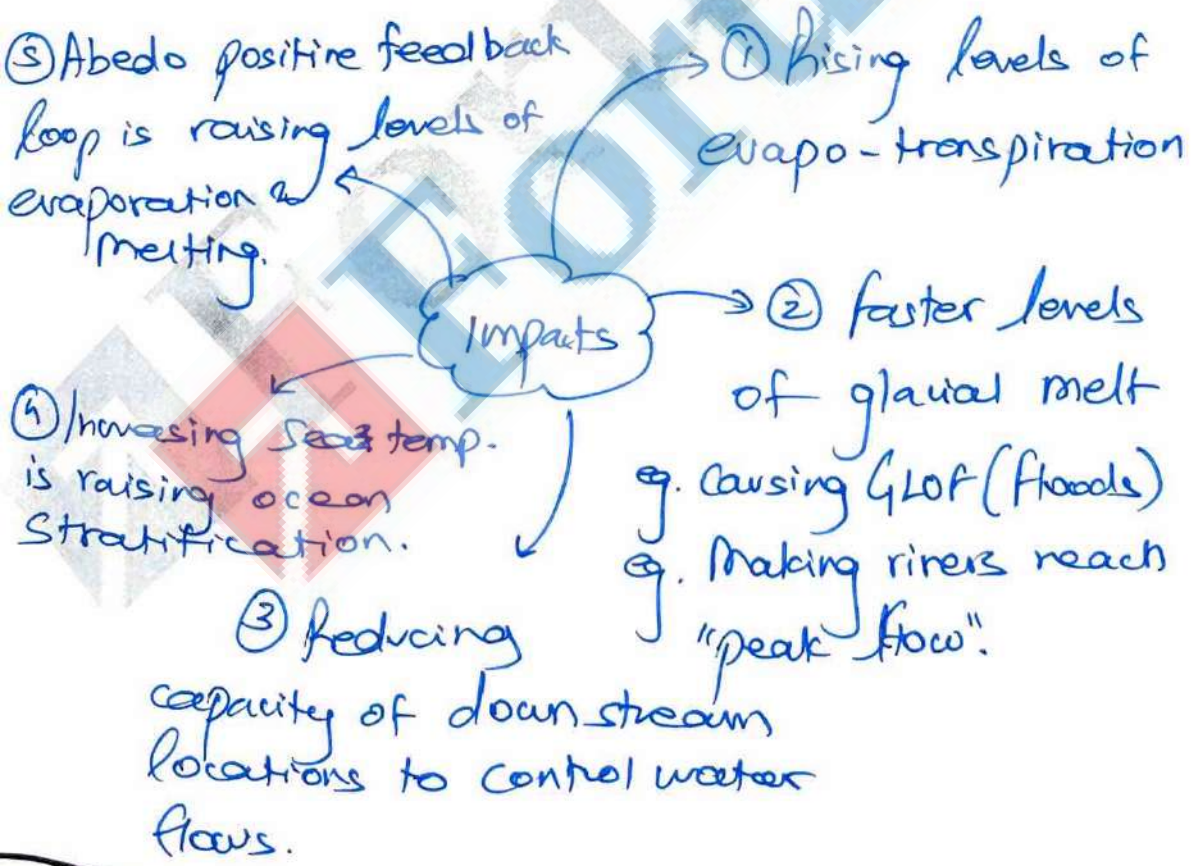 Impacts
① Rising levels of
evapo-transpiration
② faster levels
of glacial melt
eg. Causing GLOF (floods)
eg. Making rivers reach
"peak flow".
③ Reducing
capacity of downstream
locations to control water
flows.
④ Increasing Sea temp.
is raising ocean
Stratification.
⑤ Abedo positive feedback
loop is raising levels of
evaporation &
melting.